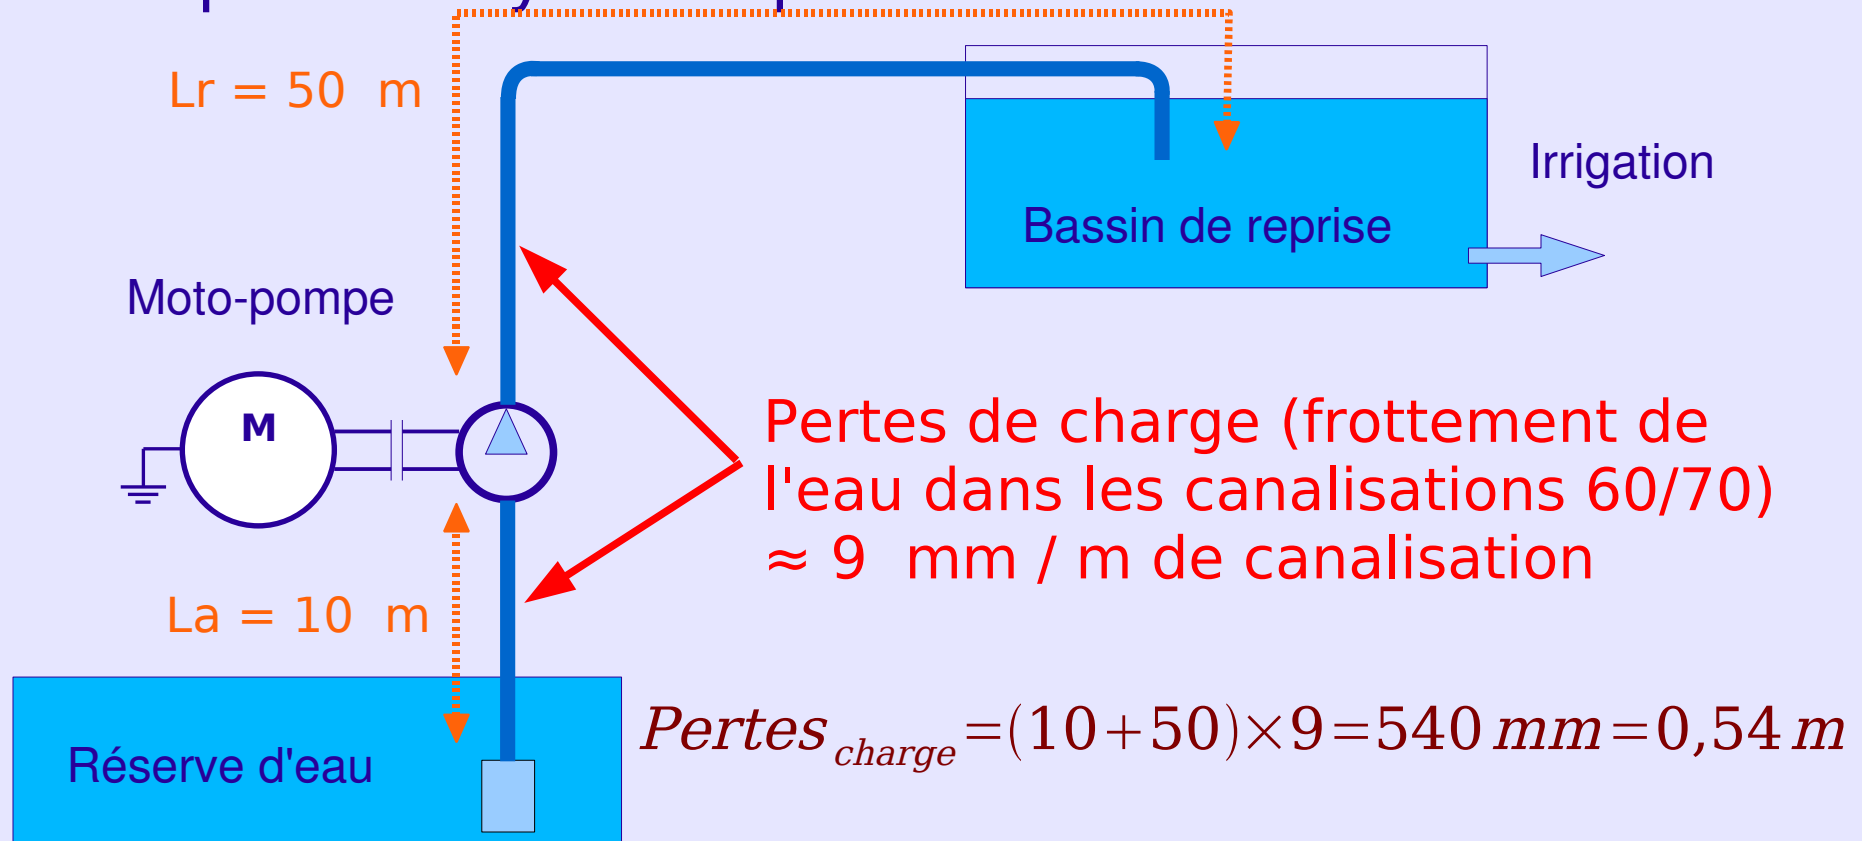 Lr = 50 m
Irrigation
Bassin de reprise
Moto-pompe
M
Pertes de charge (frottement de
l'eau dans les canalisations 60/70)
≈ 9 mm / m de canalisation
La = 10 m
Réserve d'eau
Pertes charge =(10+50)×9=540 mm=0,54 m